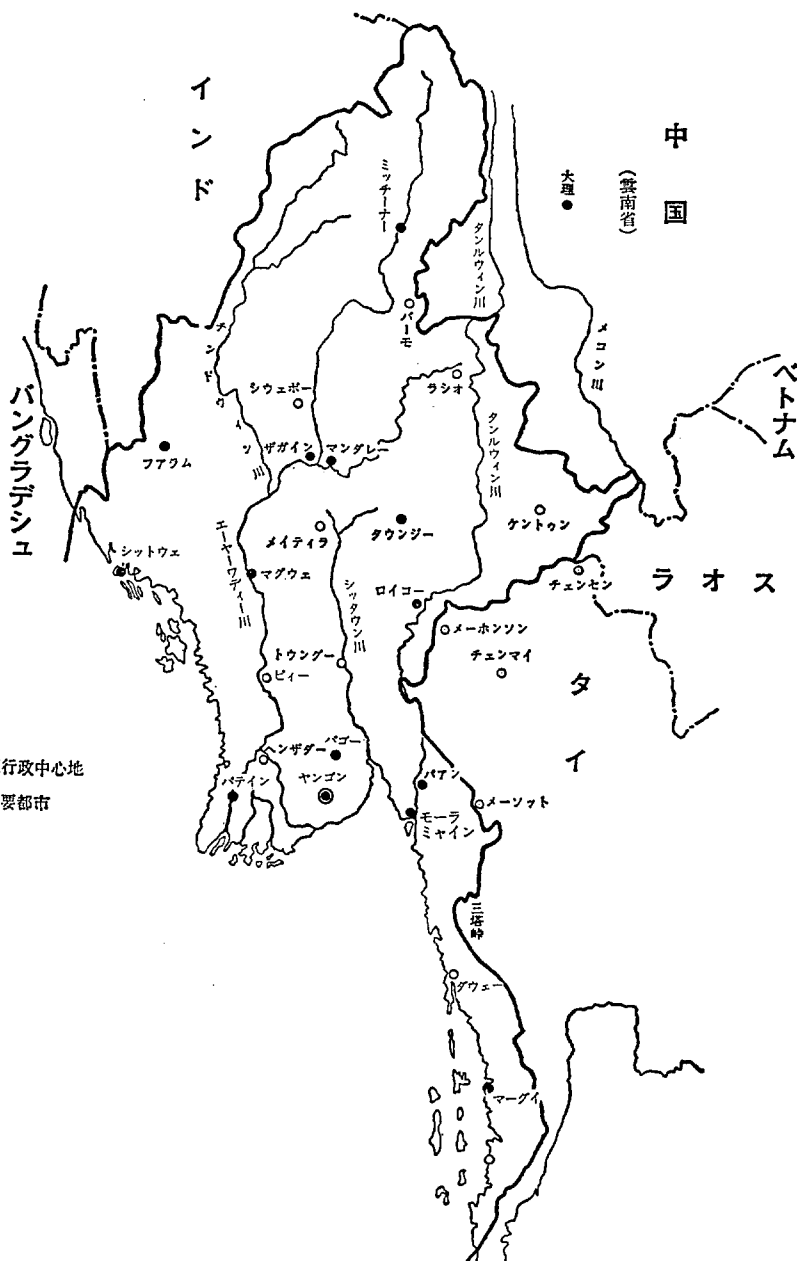 インド
中国
(雲南省)
大理
ミッチーナー
タンルウィン川
メコン川
バーモ
ベトナム
チンドウィン川
シウェボー
ラシオ
バングラデシュ
ファラム
ザガイン
マンダレー
タンルウィン川
ケントゥン
メイティラ
タウンジー
シットウェ
エーヤーワディー川
マグウェ
シッタウン川
ロイコー
チェンセン
ラオス
メーホンソン
トウングー
チェンマイ
ピィー
タイ
ヘンザダー
バゴー
行政中心地
パアン
パテイン
ヤンゴン
要都市
メーソット
モーラミャイン
三塔峠
ダウェー
マーグイ